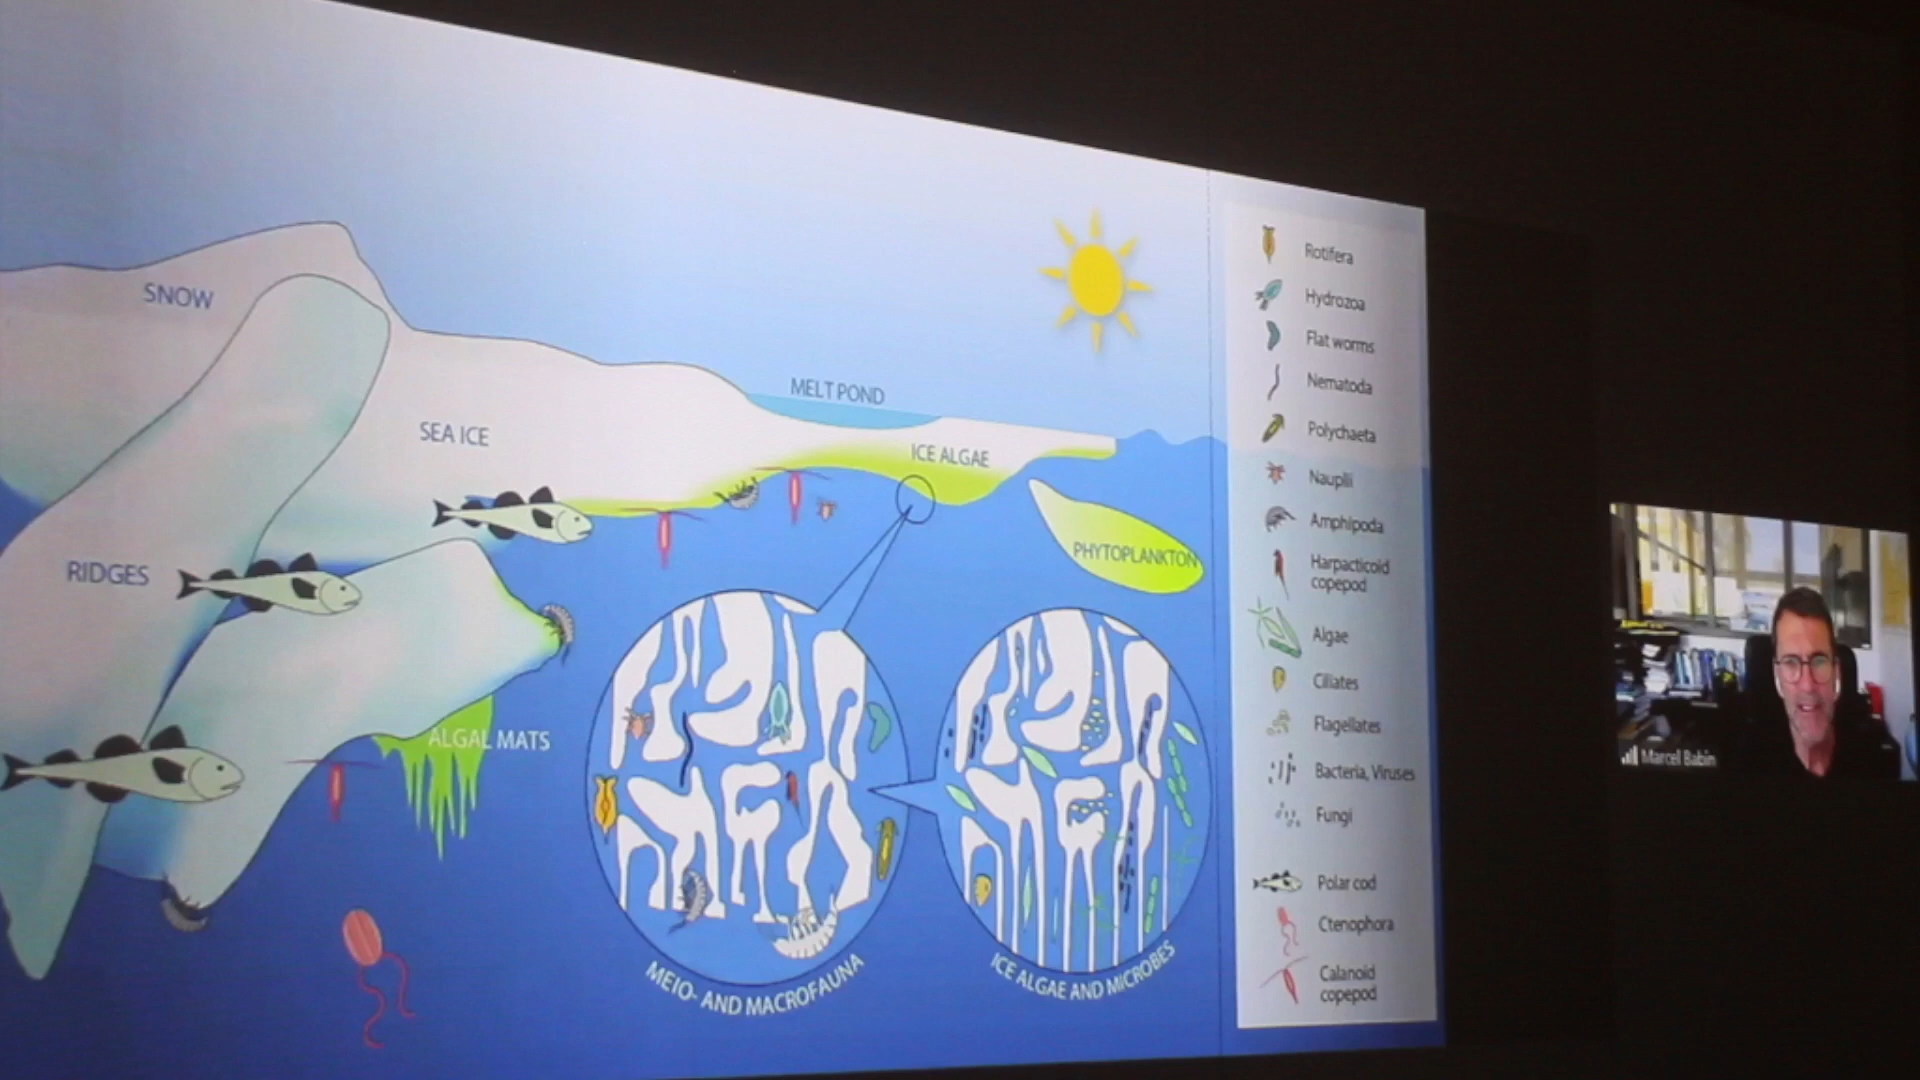 SNOW
MELT POND
SEA ICE
ICE ALGAE
RIDGES
PHYTOPLANKTON
ALGAL MATS
MEIO- AND MACROFAUNA
ICE ALGAE AND MICROBES
Rotifera
Hydrozoa
Flat worms
Nematoda
Polychaeta
Nauplii
Amphipoda
Harpacticoid
copepod
Algae
Ciliates
Flagellates
Bacteria, Viruses
Fungi
Polar cod
Ctenophora
Calanoid
copepod
Marcel Babin